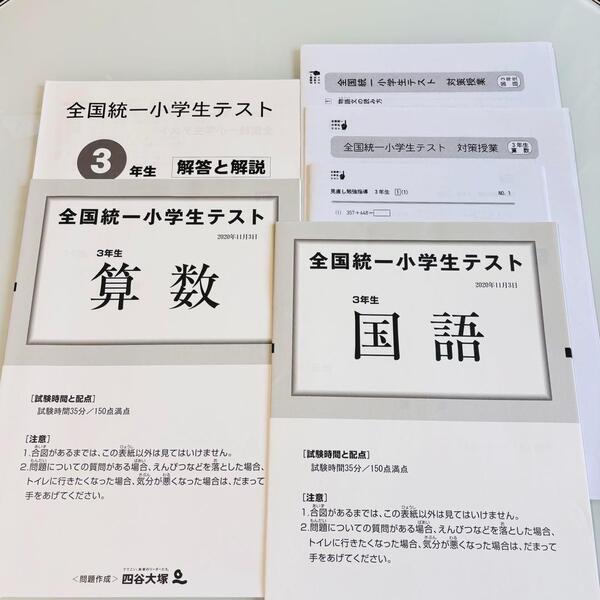 全国統一小学生テスト
3年生 解答と解説
全国統一小学生テスト 対策授業
3年生
国語
1 物語文の読み方
全国統一小学生テスト 対策授業
3年生
算数
見直し勉強指導 3年生 1(1)
NO.1
(1) 357+448=
全国統一小学生テスト
2020年11月3日
3年生
算数
[試験時間と配点]
試験時間35分/150点満点
[注意]
1.合図があるまでは、この表紙以外は見てはいけません。
2.問題についての質問がある場合、えんぴつなどを落とした場合、
トイレに行きたくなった場合、気分が悪くなった場合は、だまって
手をあげてください。
<問題作成> 四谷大塚
全国統一小学生テスト
2020年11月3日
3年生
国語
[試験時間と配点]
試験時間35分/150点満点
[注意]
1.合図があるまでは、この表紙以外は見てはいけません。
2.問題についての質問がある場合、えんぴつなどを落とした場合、
トイレに行きたくなった場合、気分が悪くなった場合は、だまって
手をあげてください。